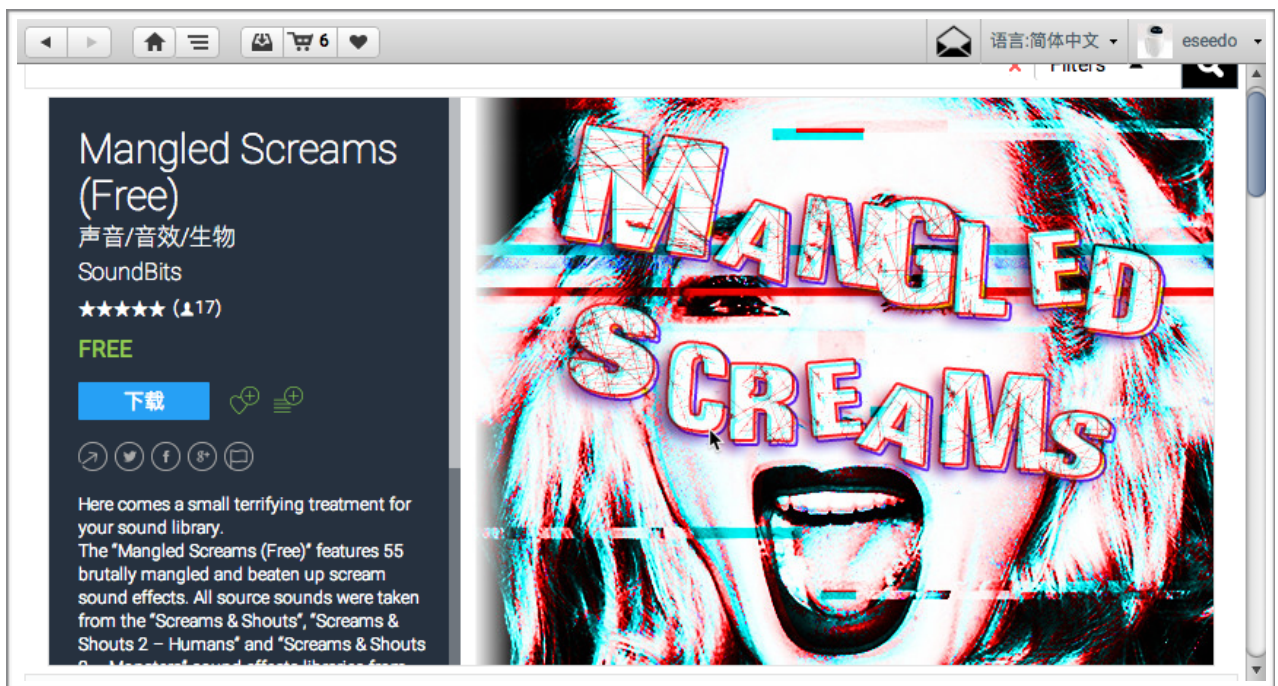 6
语言:简体中文
eseedo
Filters
Mangled Screams
(Free)
声音/音效/生物
SoundBits
★★★★★ (17)
FREE
下载
Here comes a small terrifying treatment for
your sound library.
The "Mangled Screams (Free)" features 55
brutally mangled and beaten up scream
sound effects. All source sounds were taken
from the "Screams & Shouts", "Screams &
Shouts 2 – Humans" and "Screams & Shouts
MANGLED
SCREAMS